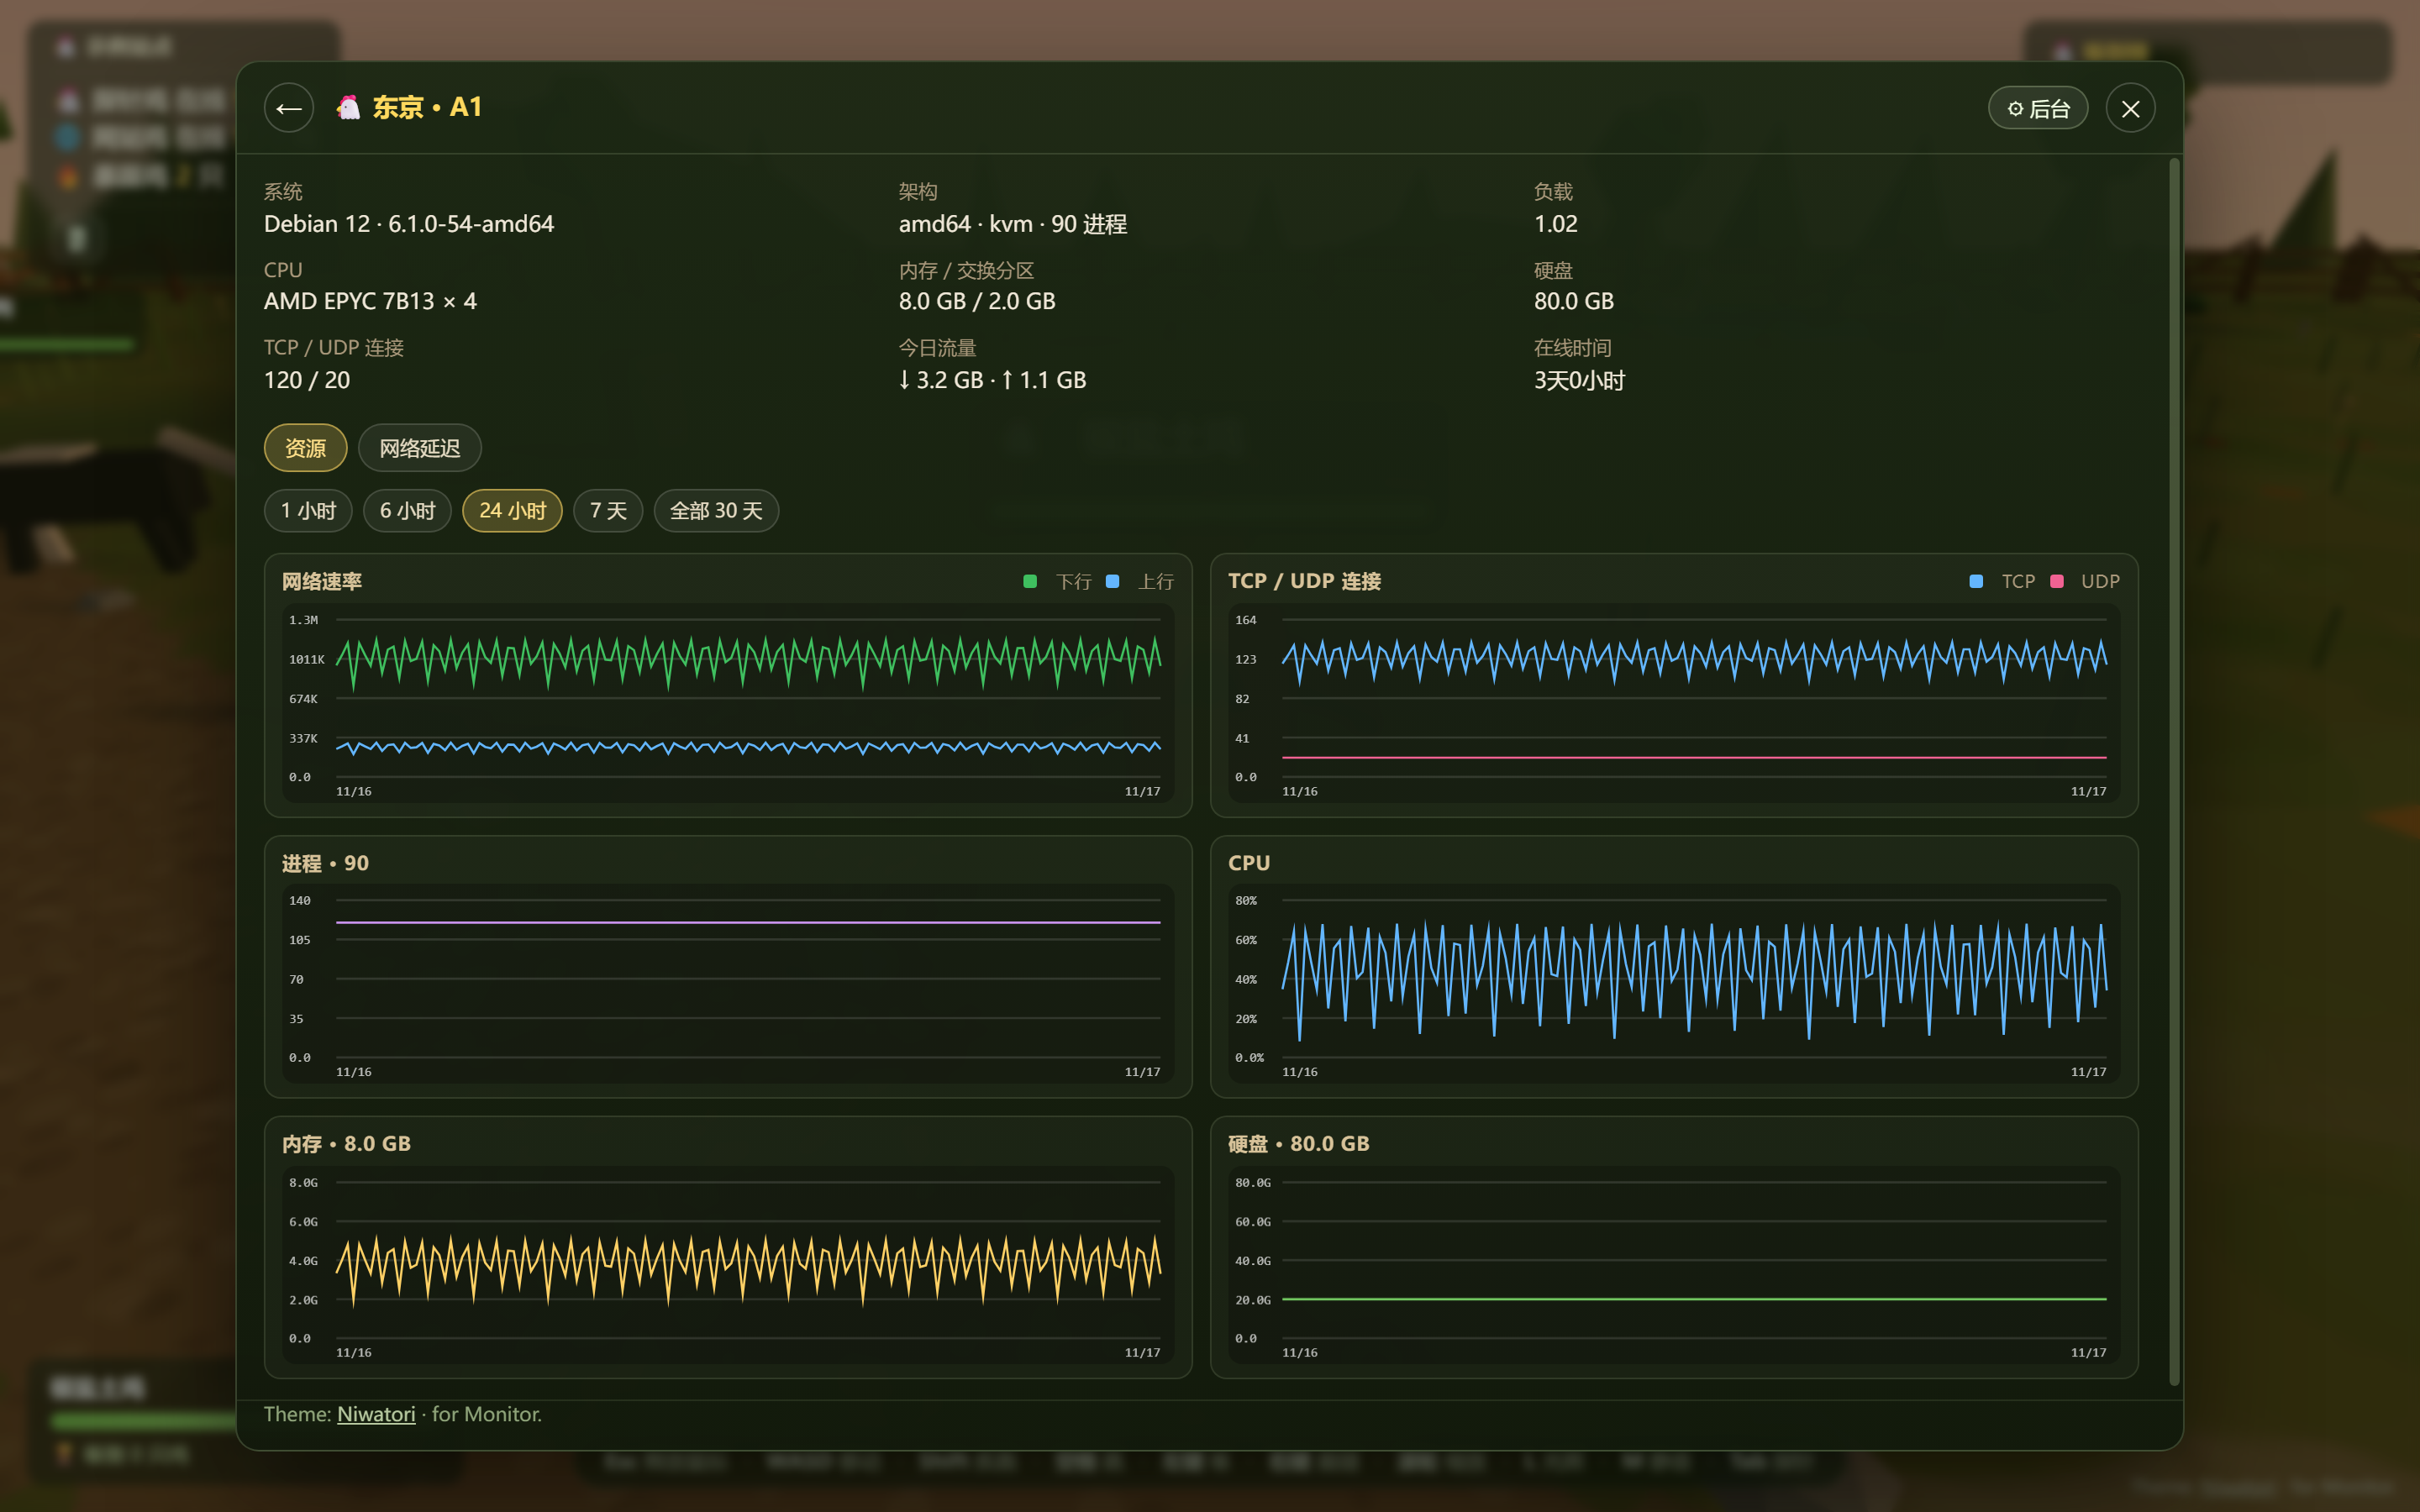 东京 • A1
后台
系统
Debian 12 · 6.1.0-54-amd64
架构
amd64 · kvm · 90 进程
负载
1.02
CPU
AMD EPYC 7B13 × 4
内存 / 交换分区
8.0 GB / 2.0 GB
硬盘
80.0 GB
TCP / UDP 连接
120 / 20
今日流量
↓ 3.2 GB · ↑ 1.1 GB
在线时间
3天0小时
资源 网络延迟
1 小时 6 小时 24 小时 7 天 全部 30 天
网络速率 下行 上行
1.3M
1011K
674K
337K
0.0
11/16 11/17
TCP / UDP 连接 TCP UDP
164
123
82
41
0.0
11/16 11/17
进程 • 90
140
105
70
35
0.0
11/16 11/17
CPU
80%
60%
40%
20%
0.0%
11/16 11/17
内存 • 8.0 GB
8.0G
6.0G
4.0G
2.0G
0.0
11/16 11/17
硬盘 • 80.0 GB
80.0G
60.0G
40.0G
20.0G
0.0
11/16 11/17
Theme: Niwatori · for Monitor.